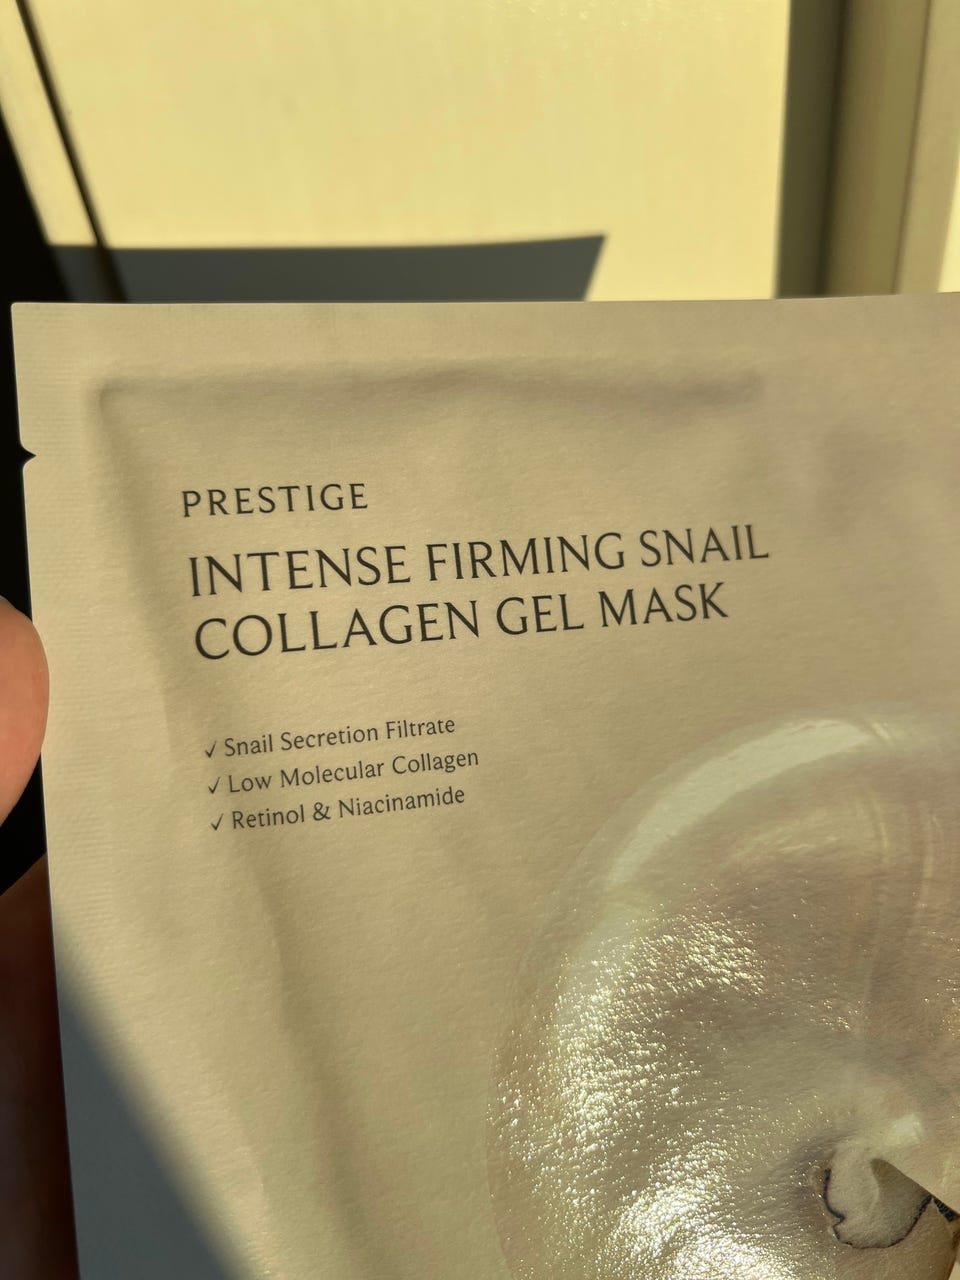 PRESTIGE
INTENSE FIRMING SNAIL
COLLAGEN GEL MASK
✓ Snail Secretion Filtrate
✓ Low Molecular Collagen
✓ Retinol & Niacinamide